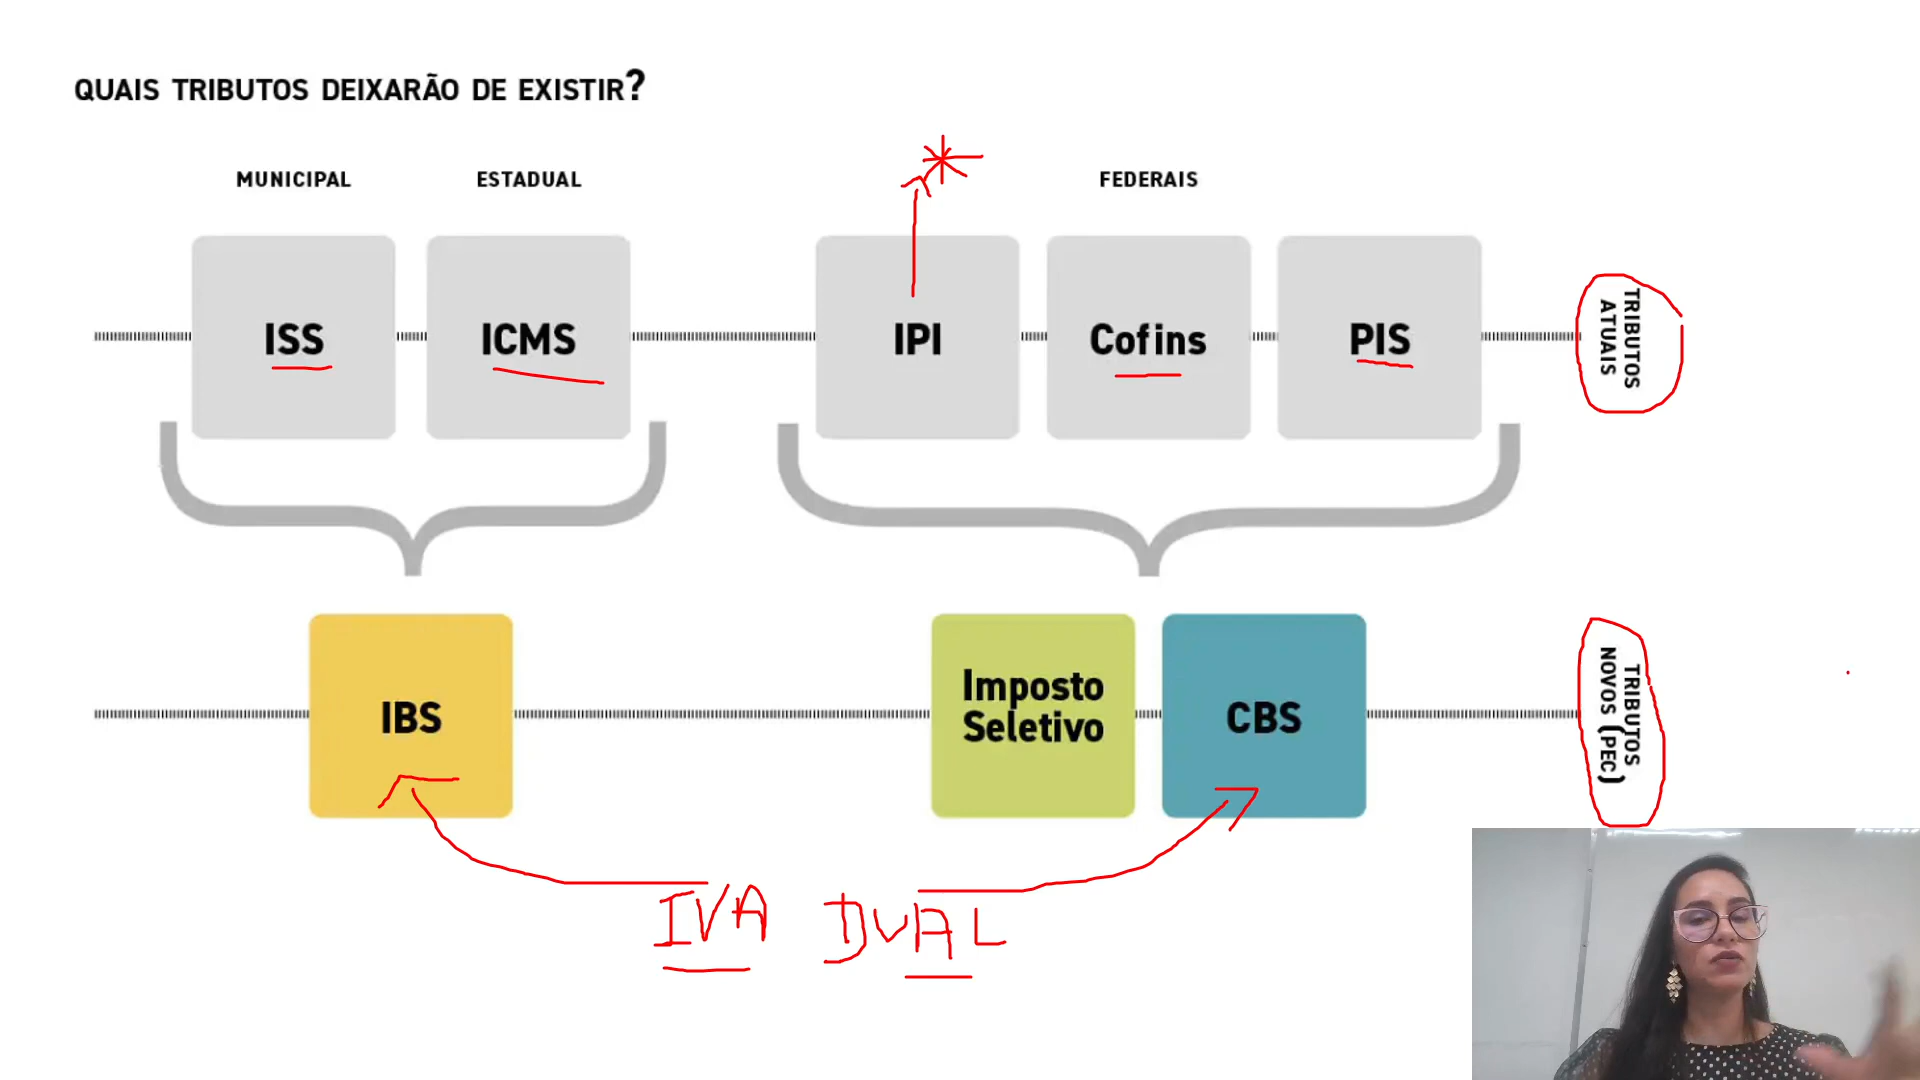 QUAIS TRIBUTOS DEIXARÃO DE EXISTIR?
MUNICIPAL
ESTADUAL
FEDERAIS
ISS
ICMS
IPI
Cofins
PIS
TRIBUTOS
ATUAIS
IBS
Imposto
Seletivo
CBS
TRIBUTOS
NOVOS (PEC)
IVA DUAL